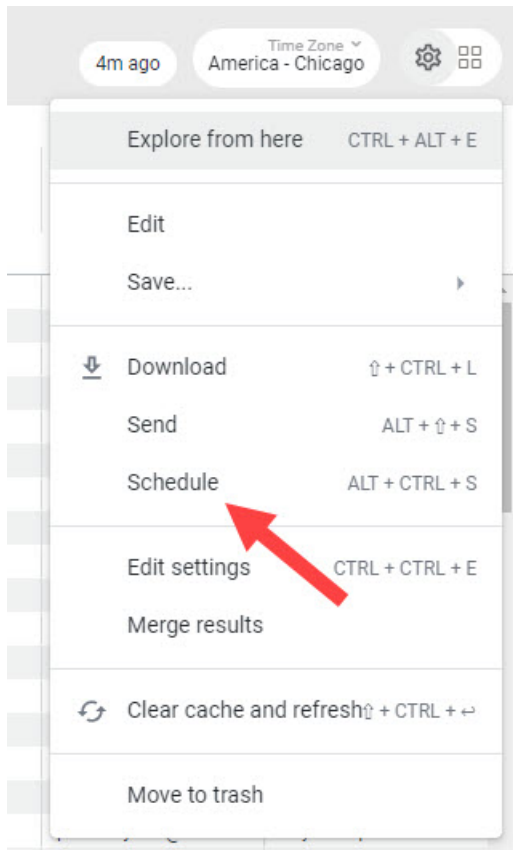 4m ago
Time Zone
America - Chicago
Explore from here CTRL + ALT + E
Edit
Save...
Download ⇧ + CTRL + L
Send ALT + ⇧ + S
Schedule ALT + CTRL + S
Edit settings CTRL + CTRL + E
Merge results
Clear cache and refresh ⇧ + CTRL + ↩
Move to trash